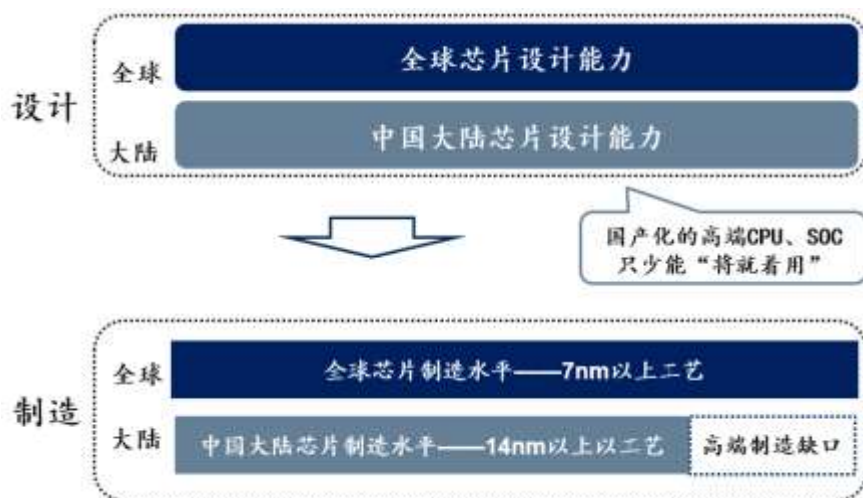 全球芯片设计能力
全球
设计
中国大陆芯片设计能力
大陆
国产化的高端CPU、SOC
只少能“将就着用”
全球
全球芯片制造水平——7nm以上工艺
制造
大陆
中国大陆芯片制造水平——14nm以上以工艺
高端制造缺口